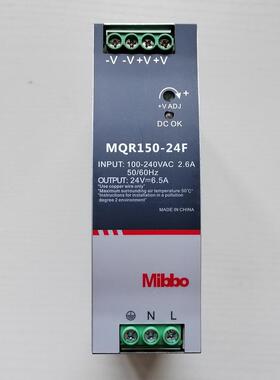 -V -V +V +V
+V ADJ
DC OK
MQR150-24F
INPUT: 100-240VAC 2.6A
50/60Hz
OUTPUT: 24V⎓6.5A
"Use copper wire only"
"Maximum surrounding air temperature 50°C"
"Instructions for installation in a pollution
degree 2 environment"
MADE IN CHINA
Mibbo
N L